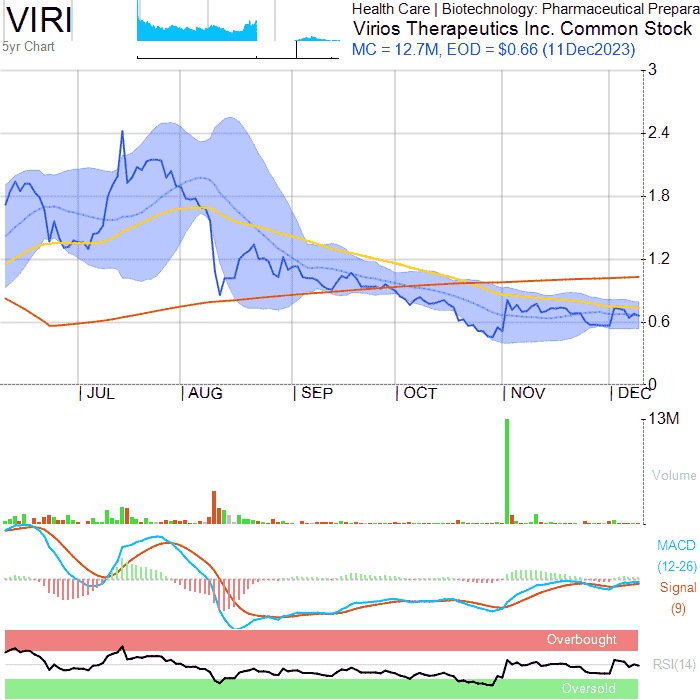 VIRI
5yr Chart
Health Care | Biotechnology: Pharmaceutical Prepara
Virios Therapeutics Inc. Common Stock
MC = 12.7M, EOD = $0.66 (11Dec2023)
3
2.4
1.8
1.2
0.6
0
JUL AUG SEP OCT NOV DEC
13M
Volume
MACD
(12-26)
Signal
(9)
Overbought
RSI(14)
Oversold